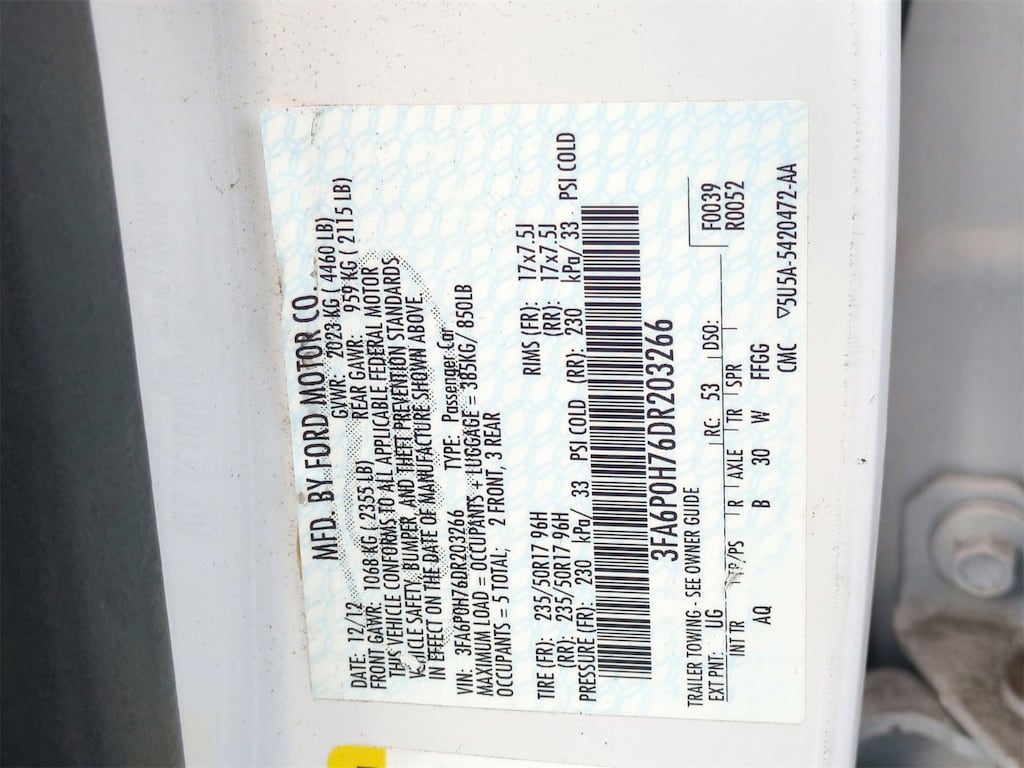 MFD. BY FORD MOTOR CO.
DATE: 12/12 GVWR: 2023 KG ( 4460 LB)
FRONT GAWR: 1068 KG ( 2355 LB) REAR GAWR: 959 KG ( 2115 LB)
THIS VEHICLE CONFORMS TO ALL APPLICABLE FEDERAL MOTOR
VEHICLE SAFETY, BUMPER, AND THEFT PREVENTION STANDARDS
IN EFFECT ON THE DATE OF MANUFACTURE SHOWN ABOVE.
VIN: 3FA6P0H76DR203266 TYPE: Passenger Car
MAXIMUM LOAD = OCCUPANTS + LUGGAGE = 385KG/ 850LB
OCCUPANTS = 5 TOTAL; 2 FRONT, 3 REAR
TIRE (FR): 235/50R17 96H RIMS (FR): 17x7.5J
(RR): 235/50R17 96H (RR): 17x7.5J
PRESSURE (FR): 230 kPa/ 33 PSI COLD (RR): 230 kPa/ 33 PSI COLD
3FA6P0H76DR203266
TRAILER TOWING - SEE OWNER GUIDE F0039
EXT PNT: UG RC: 53 DSO: R0052
INT TR TP/PS R AXLE TR SPR
AQ B 30 W FFGG
CMC ▽5U5A-5420472-AA